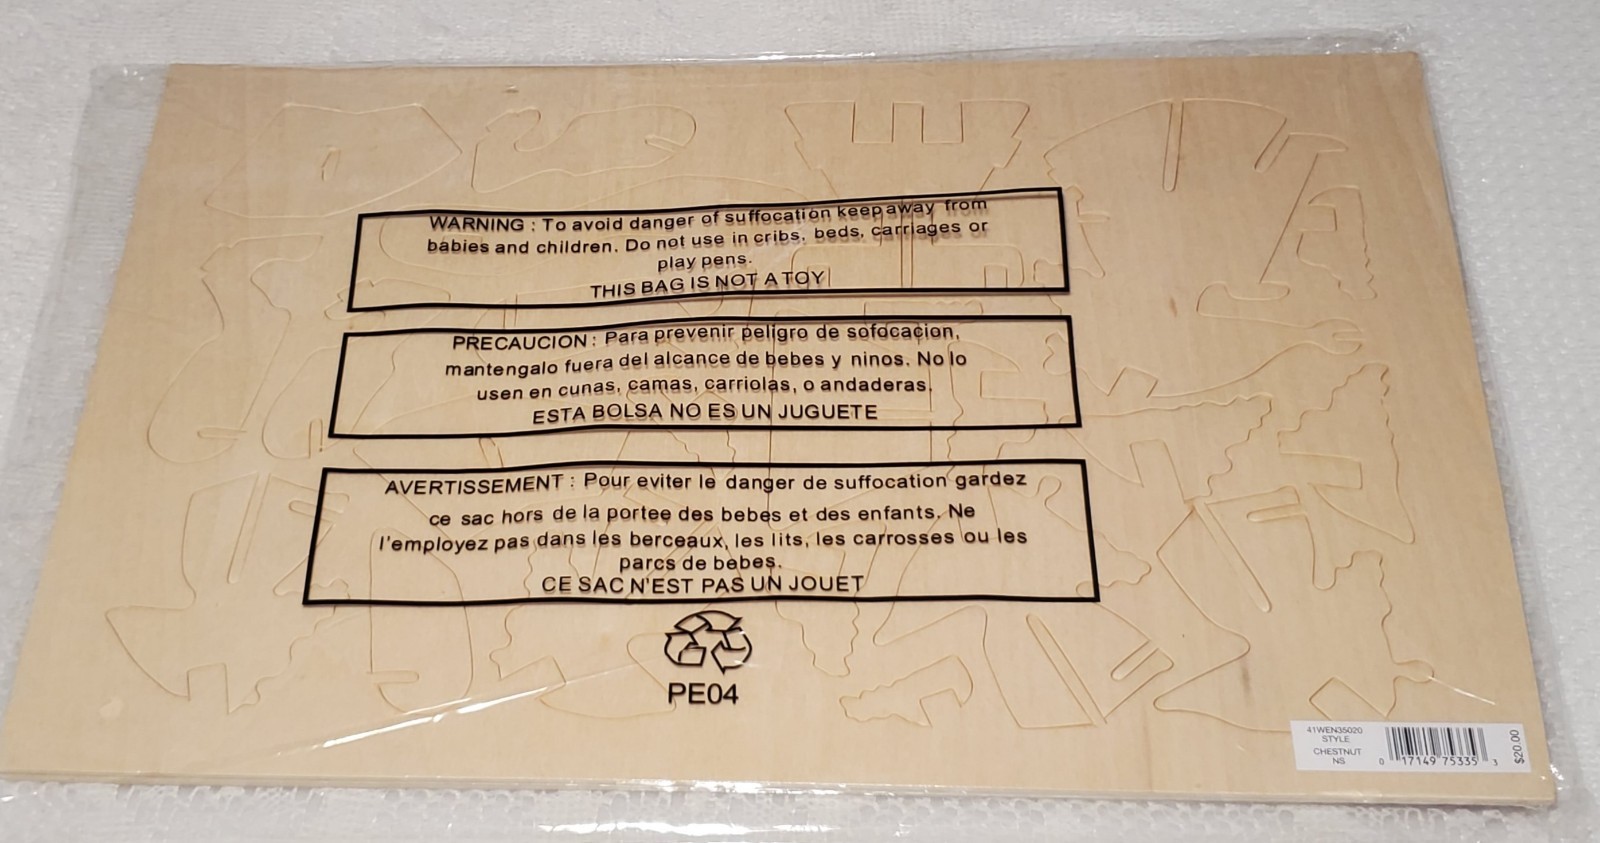 WARNING : To avoid danger of suffocation keep away from
babies and children. Do not use in cribs, beds, carriages or
play pens.
THIS BAG IS NOT A TOY
PRECAUCION : Para prevenir peligro de sofocacion,
mantengalo fuera del alcance de bebes y ninos. No lo
usen en cunas, camas, carriolas, o andaderas.
ESTA BOLSA NO ES UN JUGUETE
AVERTISSEMENT : Pour eviter le danger de suffocation gardez
ce sac hors de la portee des bebes et des enfants. Ne
l'employez pas dans les berceaux, les lits, les carrosses ou les
parcs de bebes.
CE SAC N'EST PAS UN JOUET
PE04
41WEN35020
STYLE
CHESTNUT
NS
0 17149 75335 3
$20.00